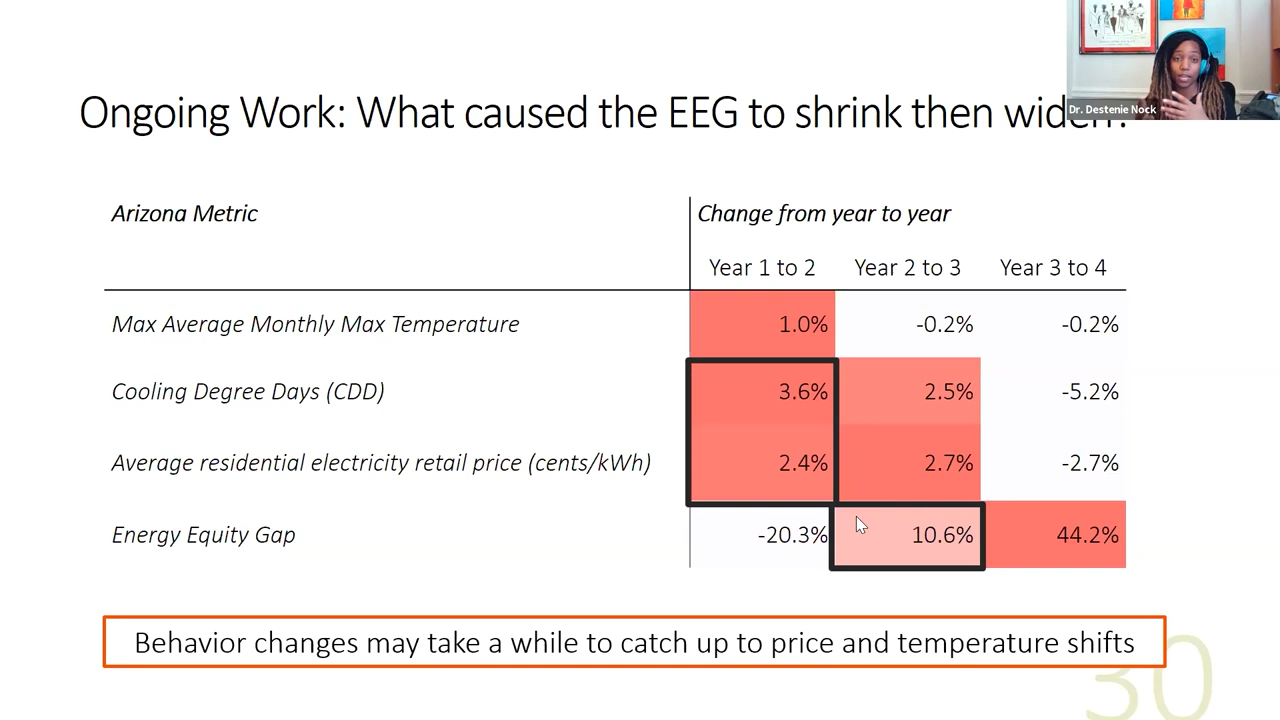 Dr. Destenie Nock
Ongoing Work: What caused the EEG to shrink then widen?
Arizona Metric
Change from year to year
Year 1 to 2 Year 2 to 3 Year 3 to 4
Max Average Monthly Max Temperature 1.0% -0.2% -0.2%
Cooling Degree Days (CDD) 3.6% 2.5% -5.2%
Average residential electricity retail price (cents/kWh) 2.4% 2.7% -2.7%
Energy Equity Gap -20.3% 10.6% 44.2%
Behavior changes may take a while to catch up to price and temperature shifts
30